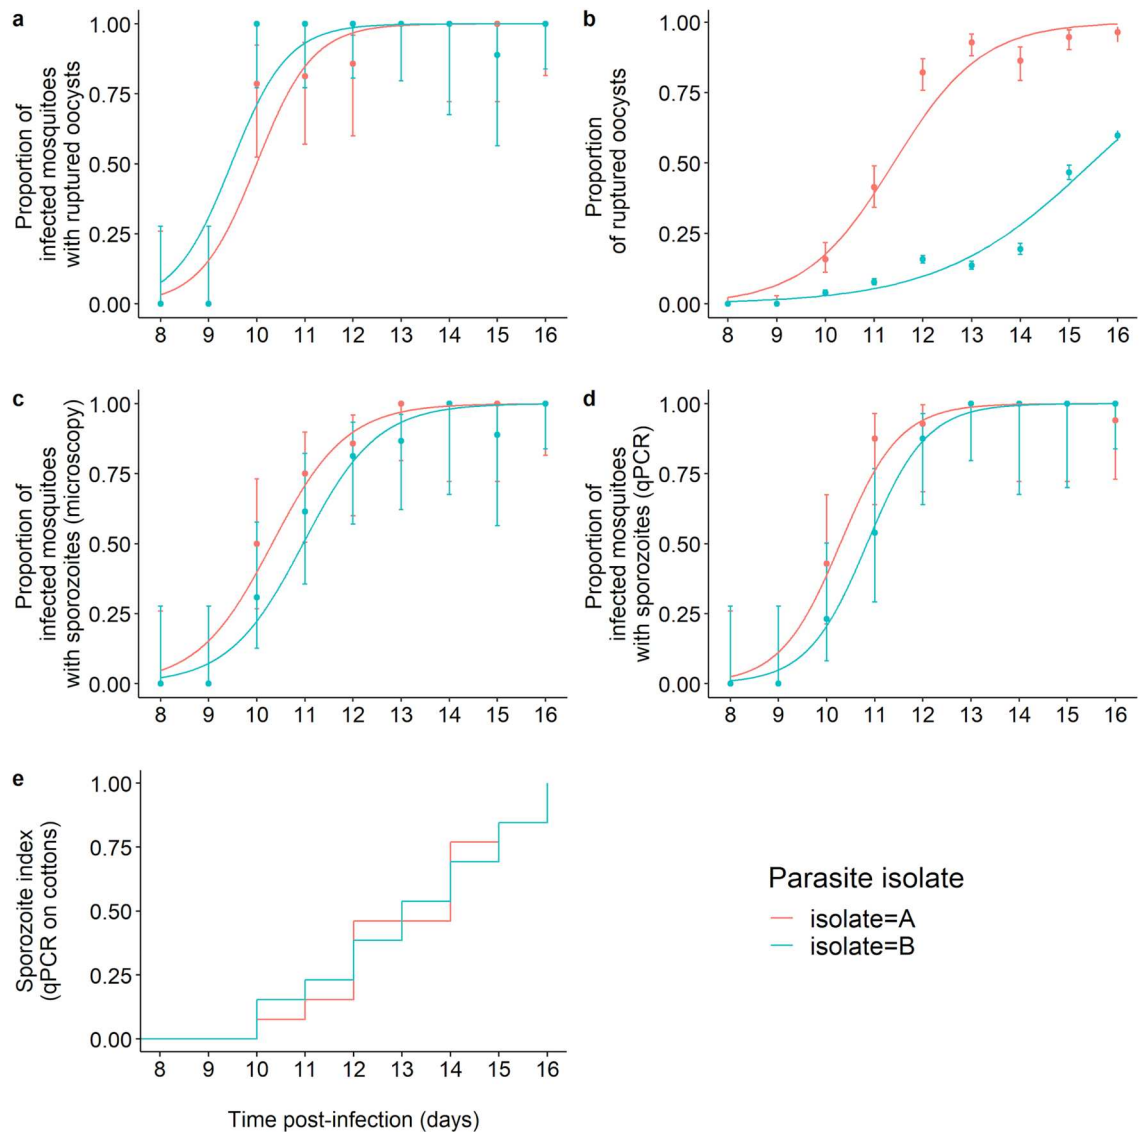 a
Proportion of
infected mosquitoes
with ruptured oocysts
1.00
0.75
0.50
0.25
0.00
8 9 10 11 12 13 14 15 16
b
Proportion
of ruptured oocysts
1.00
0.75
0.50
0.25
0.00
8 9 10 11 12 13 14 15 16
c
Proportion of
infected mosquitoes
with sporozoites (microscopy)
1.00
0.75
0.50
0.25
0.00
8 9 10 11 12 13 14 15 16
d
Proportion of
infected mosquitoes
with sporozoites (qPCR)
1.00
0.75
0.50
0.25
0.00
8 9 10 11 12 13 14 15 16
e
Sporozoite index
(qPCR on cottons)
1.00
0.75
0.50
0.25
0.00
8 9 10 11 12 13 14 15 16
Time post-infection (days)
Parasite isolate
isolate=A
isolate=B